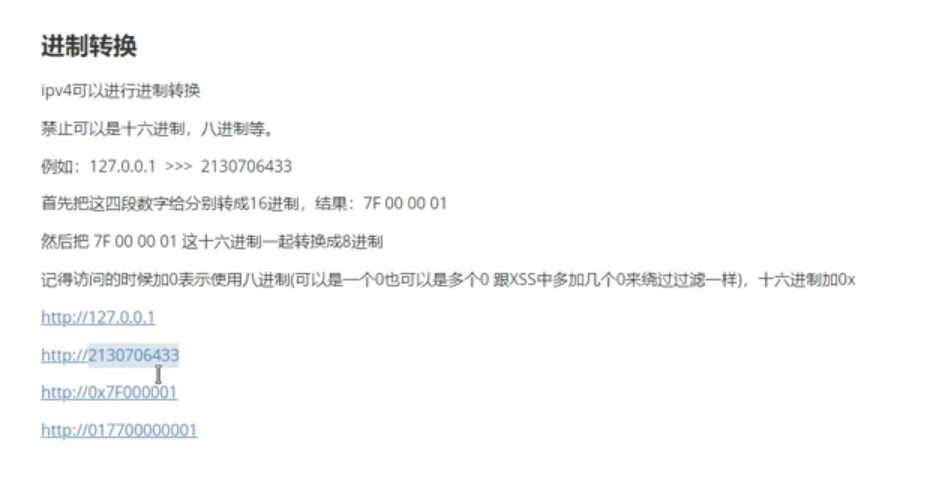 进制转换
ipv4可以进行进制转换
禁止可以是十六进制，八进制等。
例如：127.0.0.1 >>> 2130706433
首先把这四段数字给分别转成16进制，结果：7F 00 00 01
然后把 7F 00 00 01 这十六进制一起转换成8进制
记得访问的时候加0表示使用八进制(可以是一个0也可以是多个0 跟XSS中多加几个0来绕过过滤一样)，十六进制加0x
http://127.0.0.1
http://2130706433
http://0x7F000001
http://017700000001